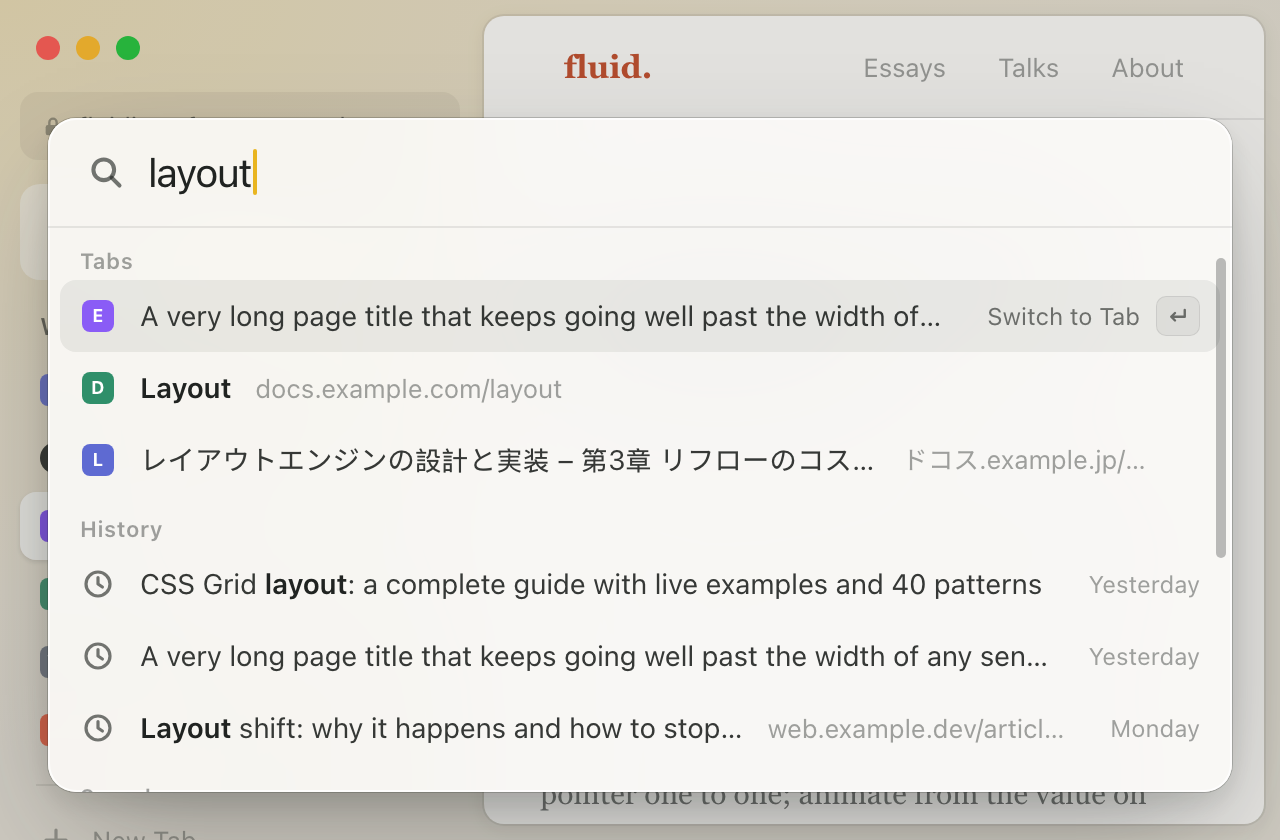 fluid.
Essays Talks About
layout
Tabs
E A very long page title that keeps going well past the width of... Switch to Tab
D Layout docs.example.com/layout
L レイアウトエンジンの設計と実装 – 第3章 リフローのコス... ドコス.example.jp/...
History
CSS Grid layout: a complete guide with live examples and 40 patterns Yesterday
A very long page title that keeps going well past the width of any sen... Yesterday
Layout shift: why it happens and how to stop... web.example.dev/articl... Monday
pointer one to one; animate from the value on
New Tab